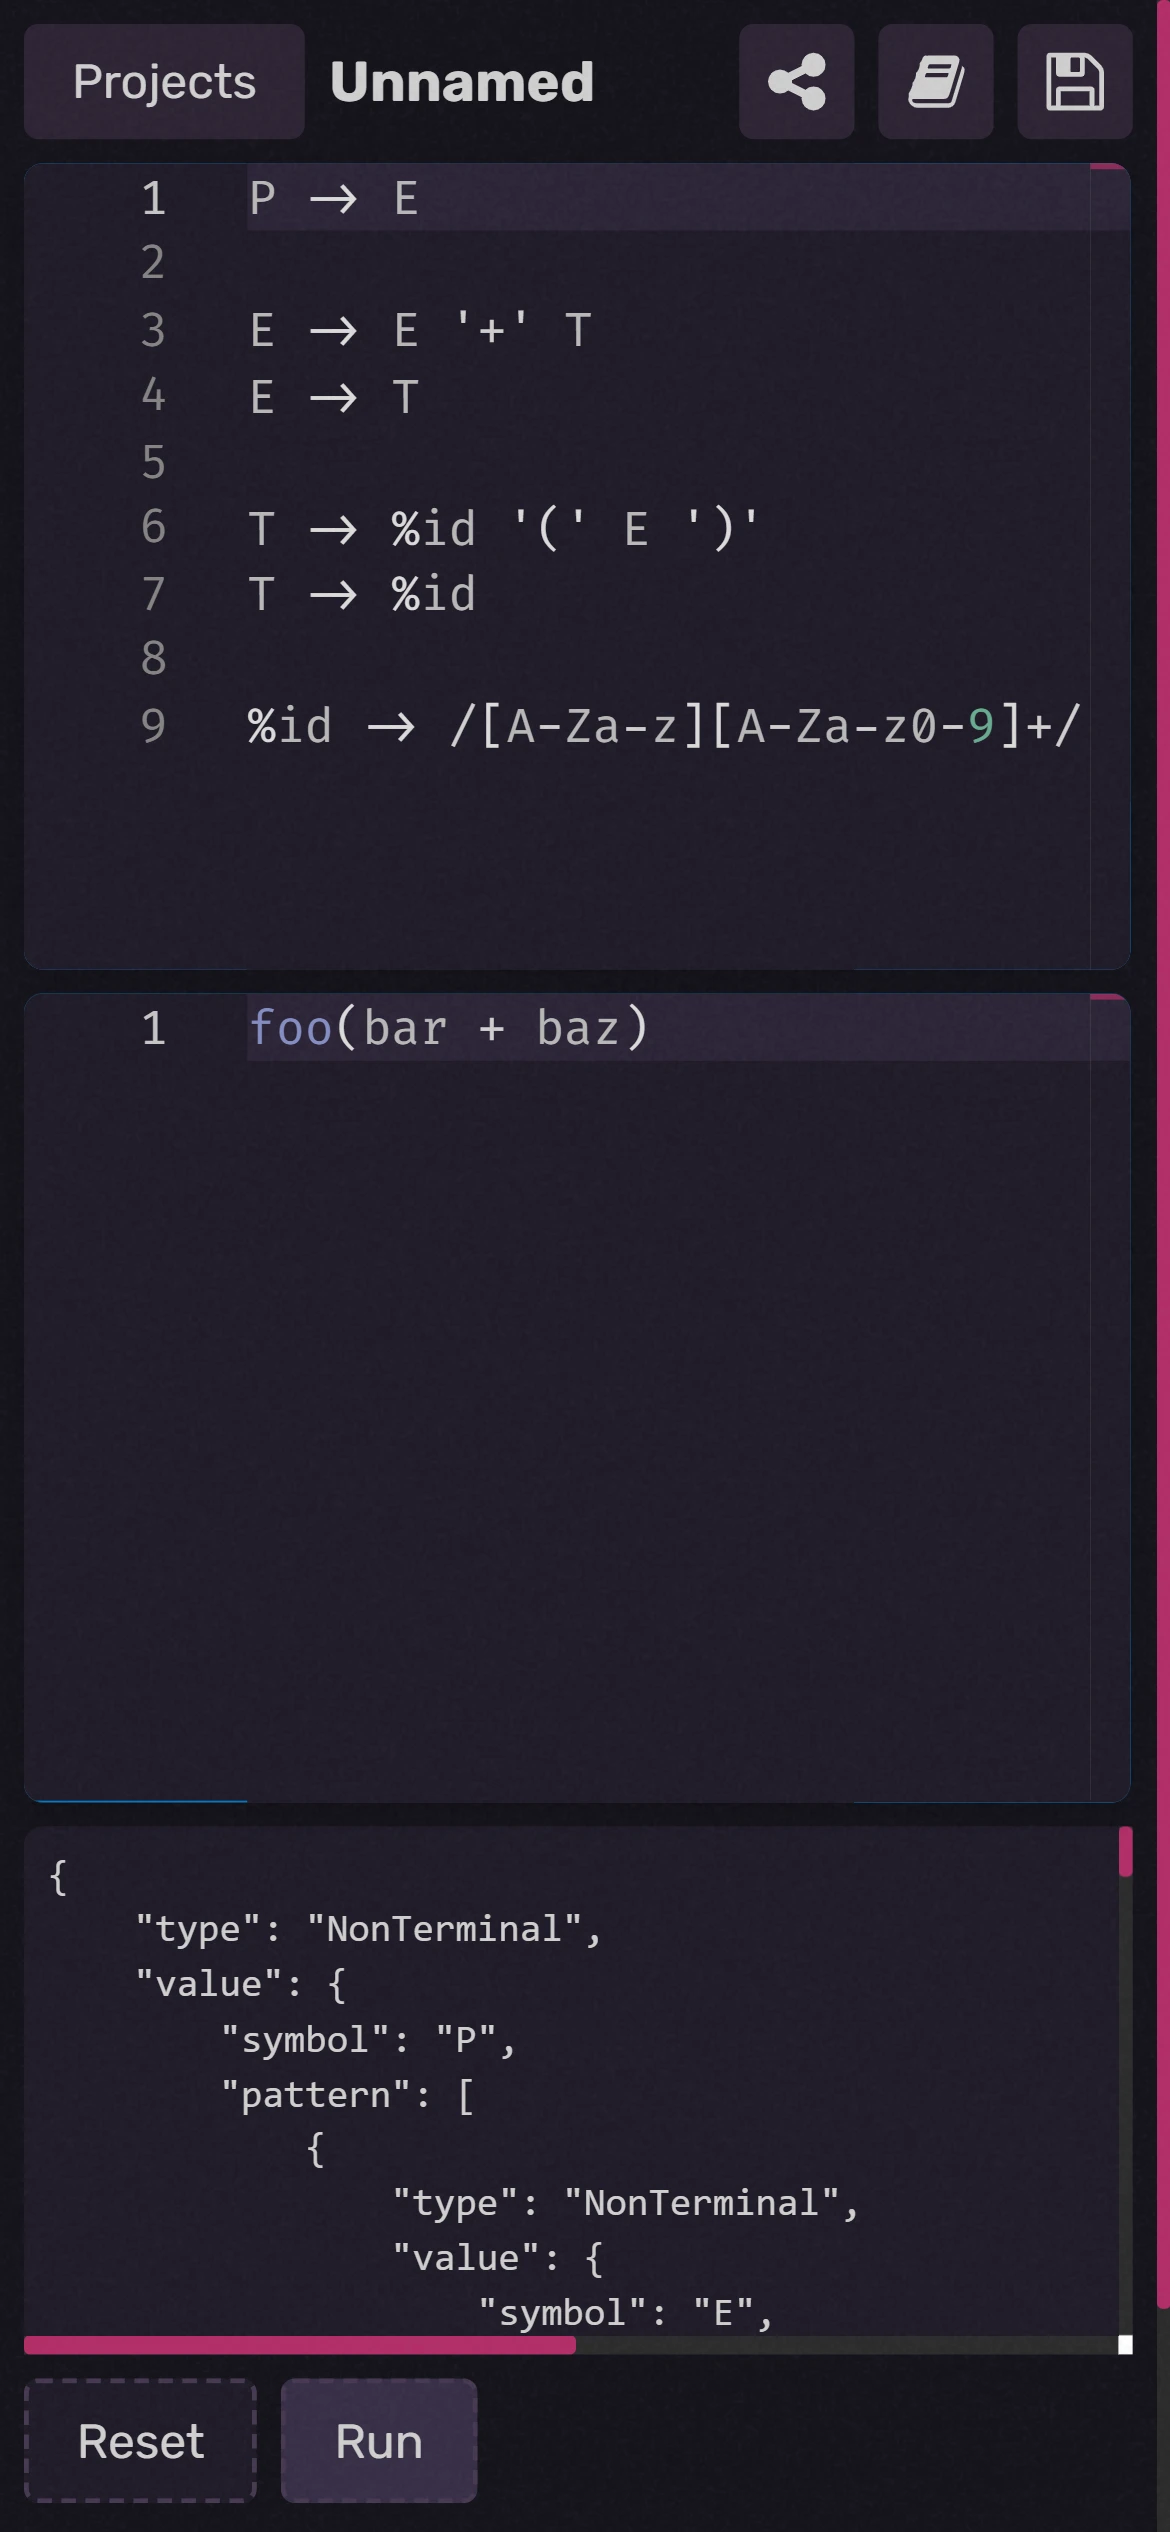 Projects Unnamed
1 P -> E
2
3 E -> E '+' T
4 E -> T
5
6 T -> %id '(' E ')'
7 T -> %id
8
9 %id -> /[A-Za-z][A-Za-z0-9]+/
1 foo(bar + baz)
{
"type": "NonTerminal",
"value": {
"symbol": "P",
"pattern": [
{
"type": "NonTerminal",
"value": {
"symbol": "E",
Reset Run